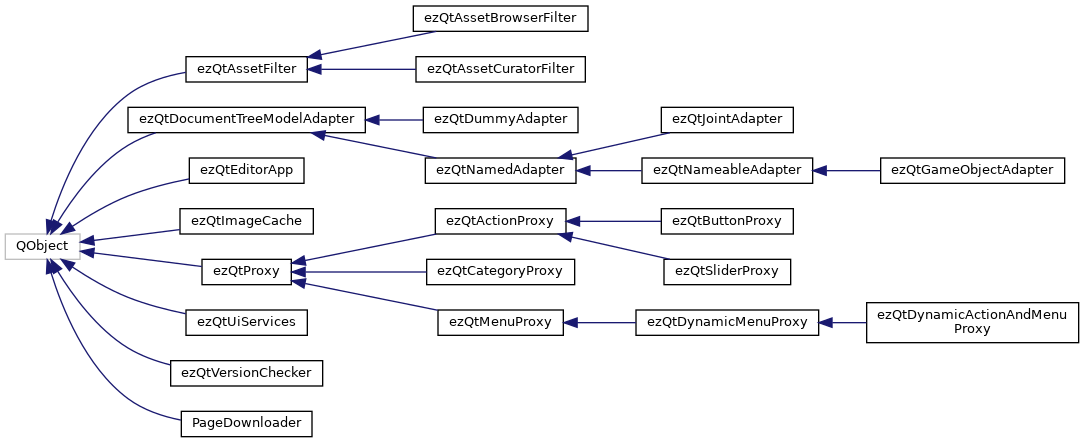 ezQtAssetBrowserFilter
ezQtAssetFilter
ezQtAssetCuratorFilter
ezQtDocumentTreeModelAdapter
ezQtDummyAdapter
ezQtJointAdapter
ezQtEditorApp
ezQtNamedAdapter
ezQtNameableAdapter
ezQtGameObjectAdapter
ezQtImageCache
ezQtActionProxy
ezQtButtonProxy
QObject
ezQtProxy
ezQtCategoryProxy
ezQtSliderProxy
ezQtUiServices
ezQtMenuProxy
ezQtDynamicMenuProxy
ezQtDynamicActionAndMenu
Proxy
ezQtVersionChecker
PageDownloader